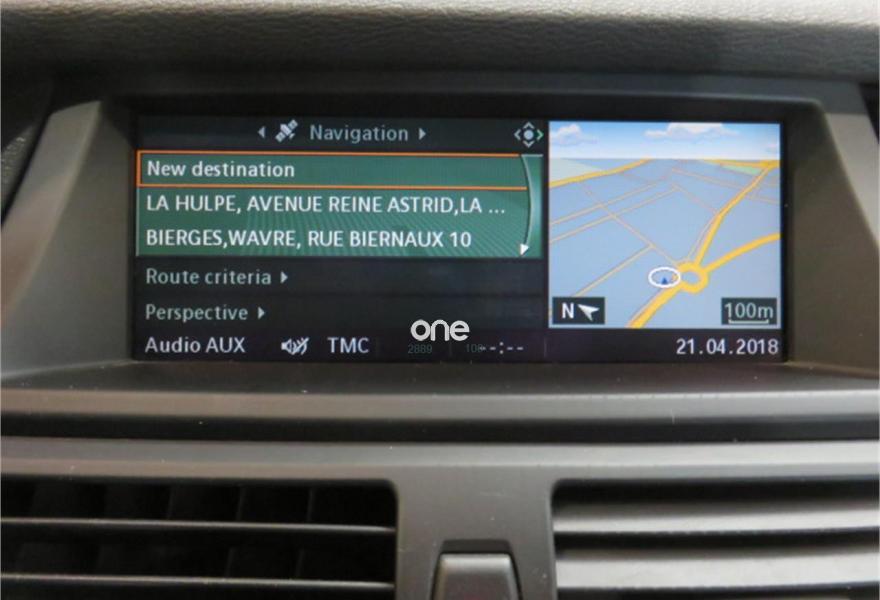 Navigation
New destination
LA HULPE, AVENUE REINE ASTRID,LA ...
BIERGES,WAVRE, RUE BIERNAUX 10
Route criteria
Perspective
N
100m
one
Audio AUX TMC --:-- 21.04.2018
2889